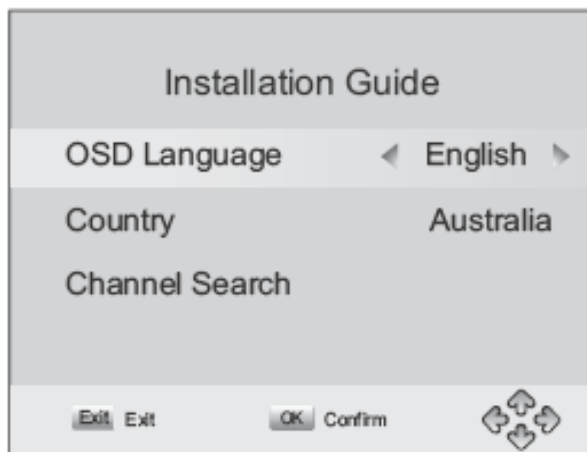 Installation Guide
OSD Language English
Country Australia
Channel Search
Exit Exit OK Confirm